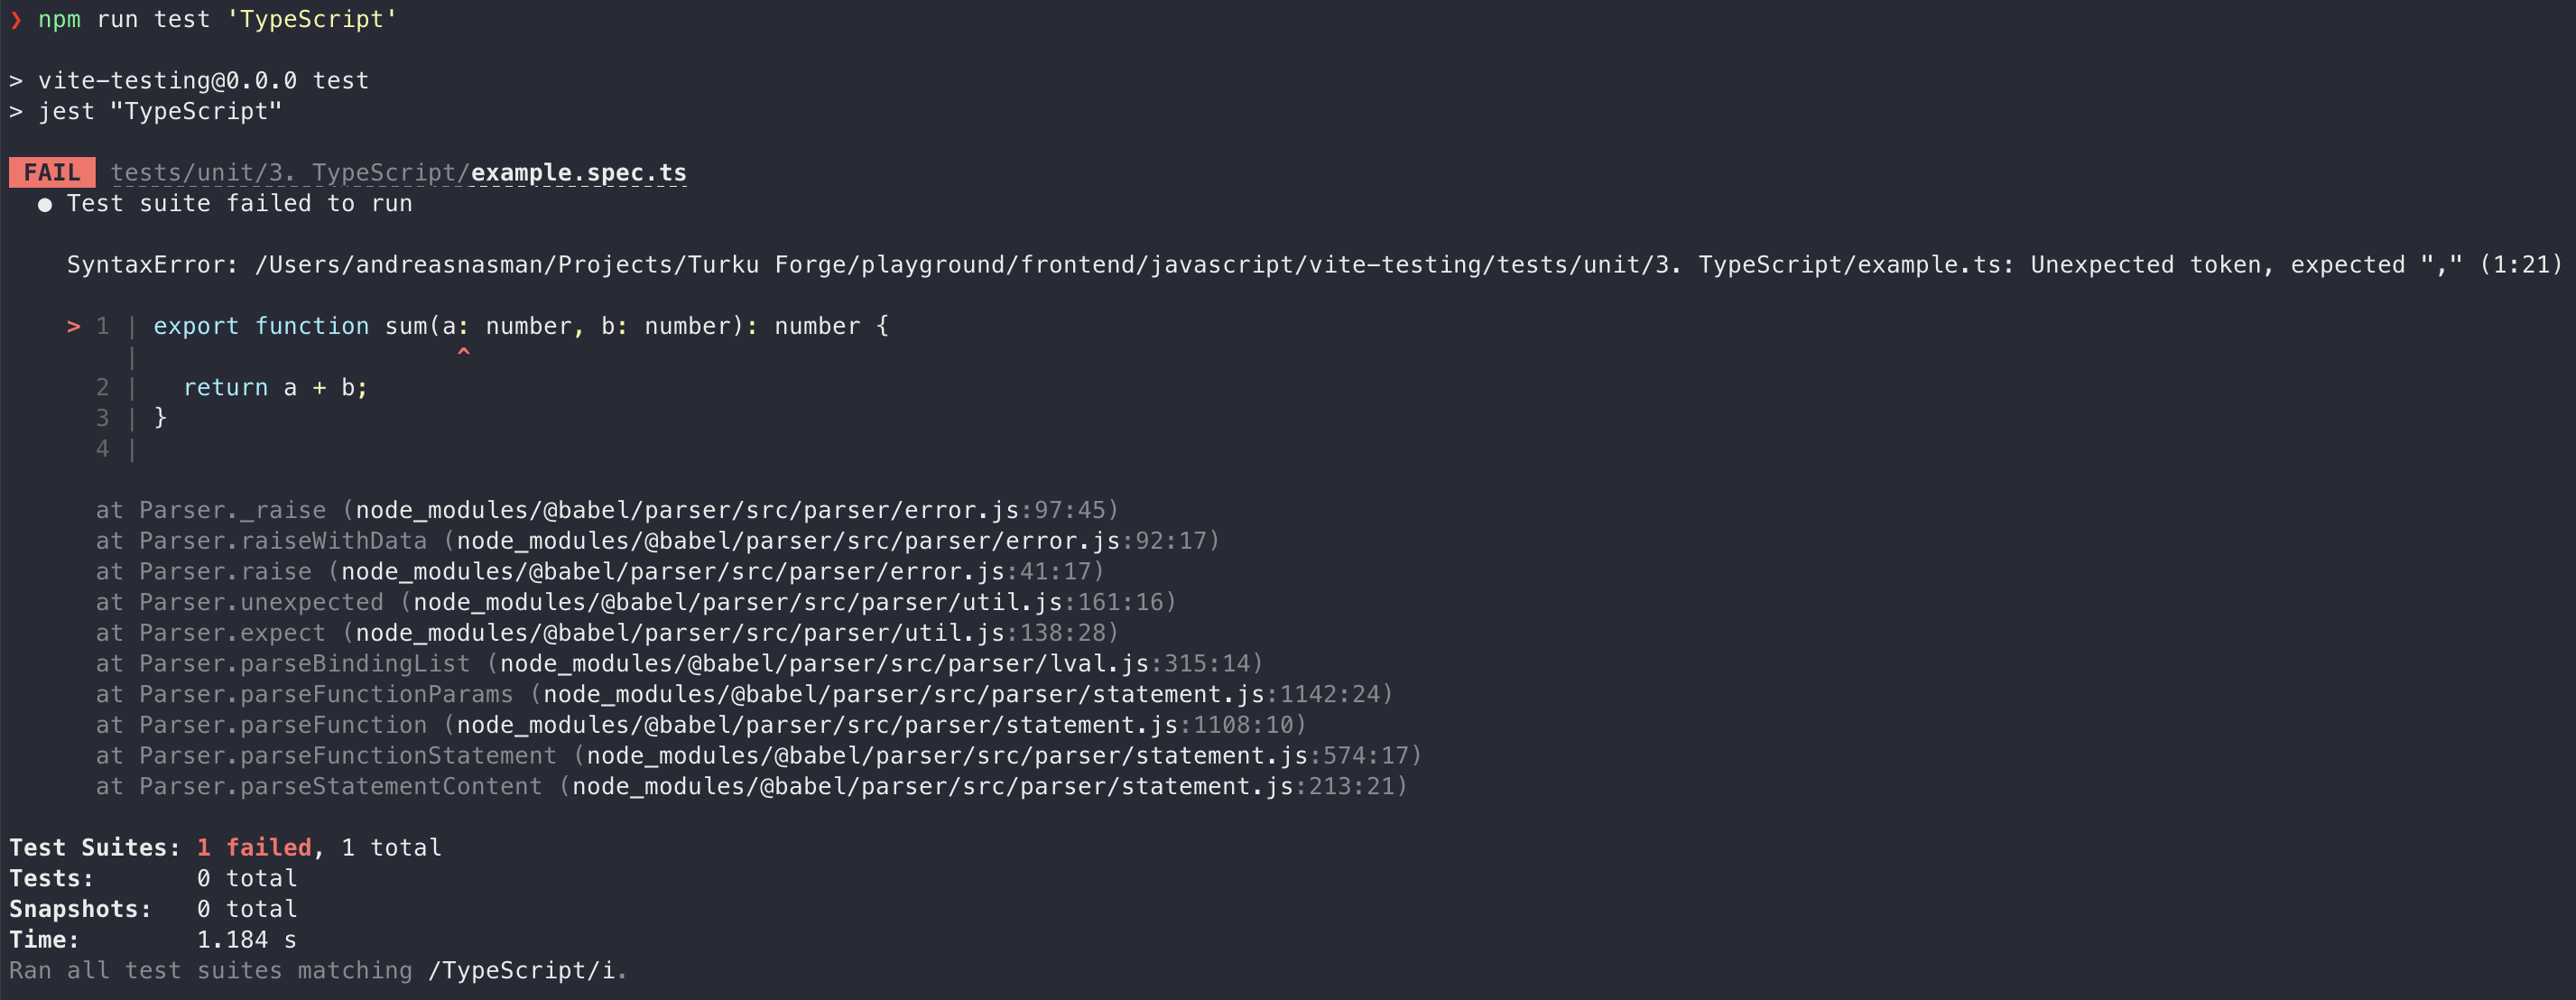 ❯ npm run test 'TypeScript'
> vite-testing@0.0.0 test
> jest "TypeScript"
FAIL tests/unit/3. TypeScript/example.spec.ts
● Test suite failed to run
SyntaxError: /Users/andreasnasman/Projects/Turku Forge/playground/frontend/javascript/vite-testing/tests/unit/3. TypeScript/example.ts: Unexpected token, expected "," (1:21)
> 1 | export function sum(a: number, b: number): number {
| ^
2 | return a + b;
3 | }
4 |
at Parser._raise (node_modules/@babel/parser/src/parser/error.js:97:45)
at Parser.raiseWithData (node_modules/@babel/parser/src/parser/error.js:92:17)
at Parser.raise (node_modules/@babel/parser/src/parser/error.js:41:17)
at Parser.unexpected (node_modules/@babel/parser/src/parser/util.js:161:16)
at Parser.expect (node_modules/@babel/parser/src/parser/util.js:138:28)
at Parser.parseBindingList (node_modules/@babel/parser/src/parser/lval.js:315:14)
at Parser.parseFunctionParams (node_modules/@babel/parser/src/parser/statement.js:1142:24)
at Parser.parseFunction (node_modules/@babel/parser/src/parser/statement.js:1108:10)
at Parser.parseFunctionStatement (node_modules/@babel/parser/src/parser/statement.js:574:17)
at Parser.parseStatementContent (node_modules/@babel/parser/src/parser/statement.js:213:21)
Test Suites: 1 failed, 1 total
Tests: 0 total
Snapshots: 0 total
Time: 1.184 s
Ran all test suites matching /TypeScript/i.